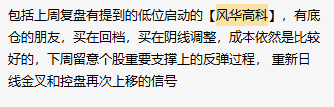 包括上周复盘有提到的低位启动的【风华高科】，有底
仓的朋友，买在回档，买在阴线调整，成本依然是比较
好的，下周留意个股重要支撑上的反弹过程， 重新日
线金叉和控盘再次上移的信号